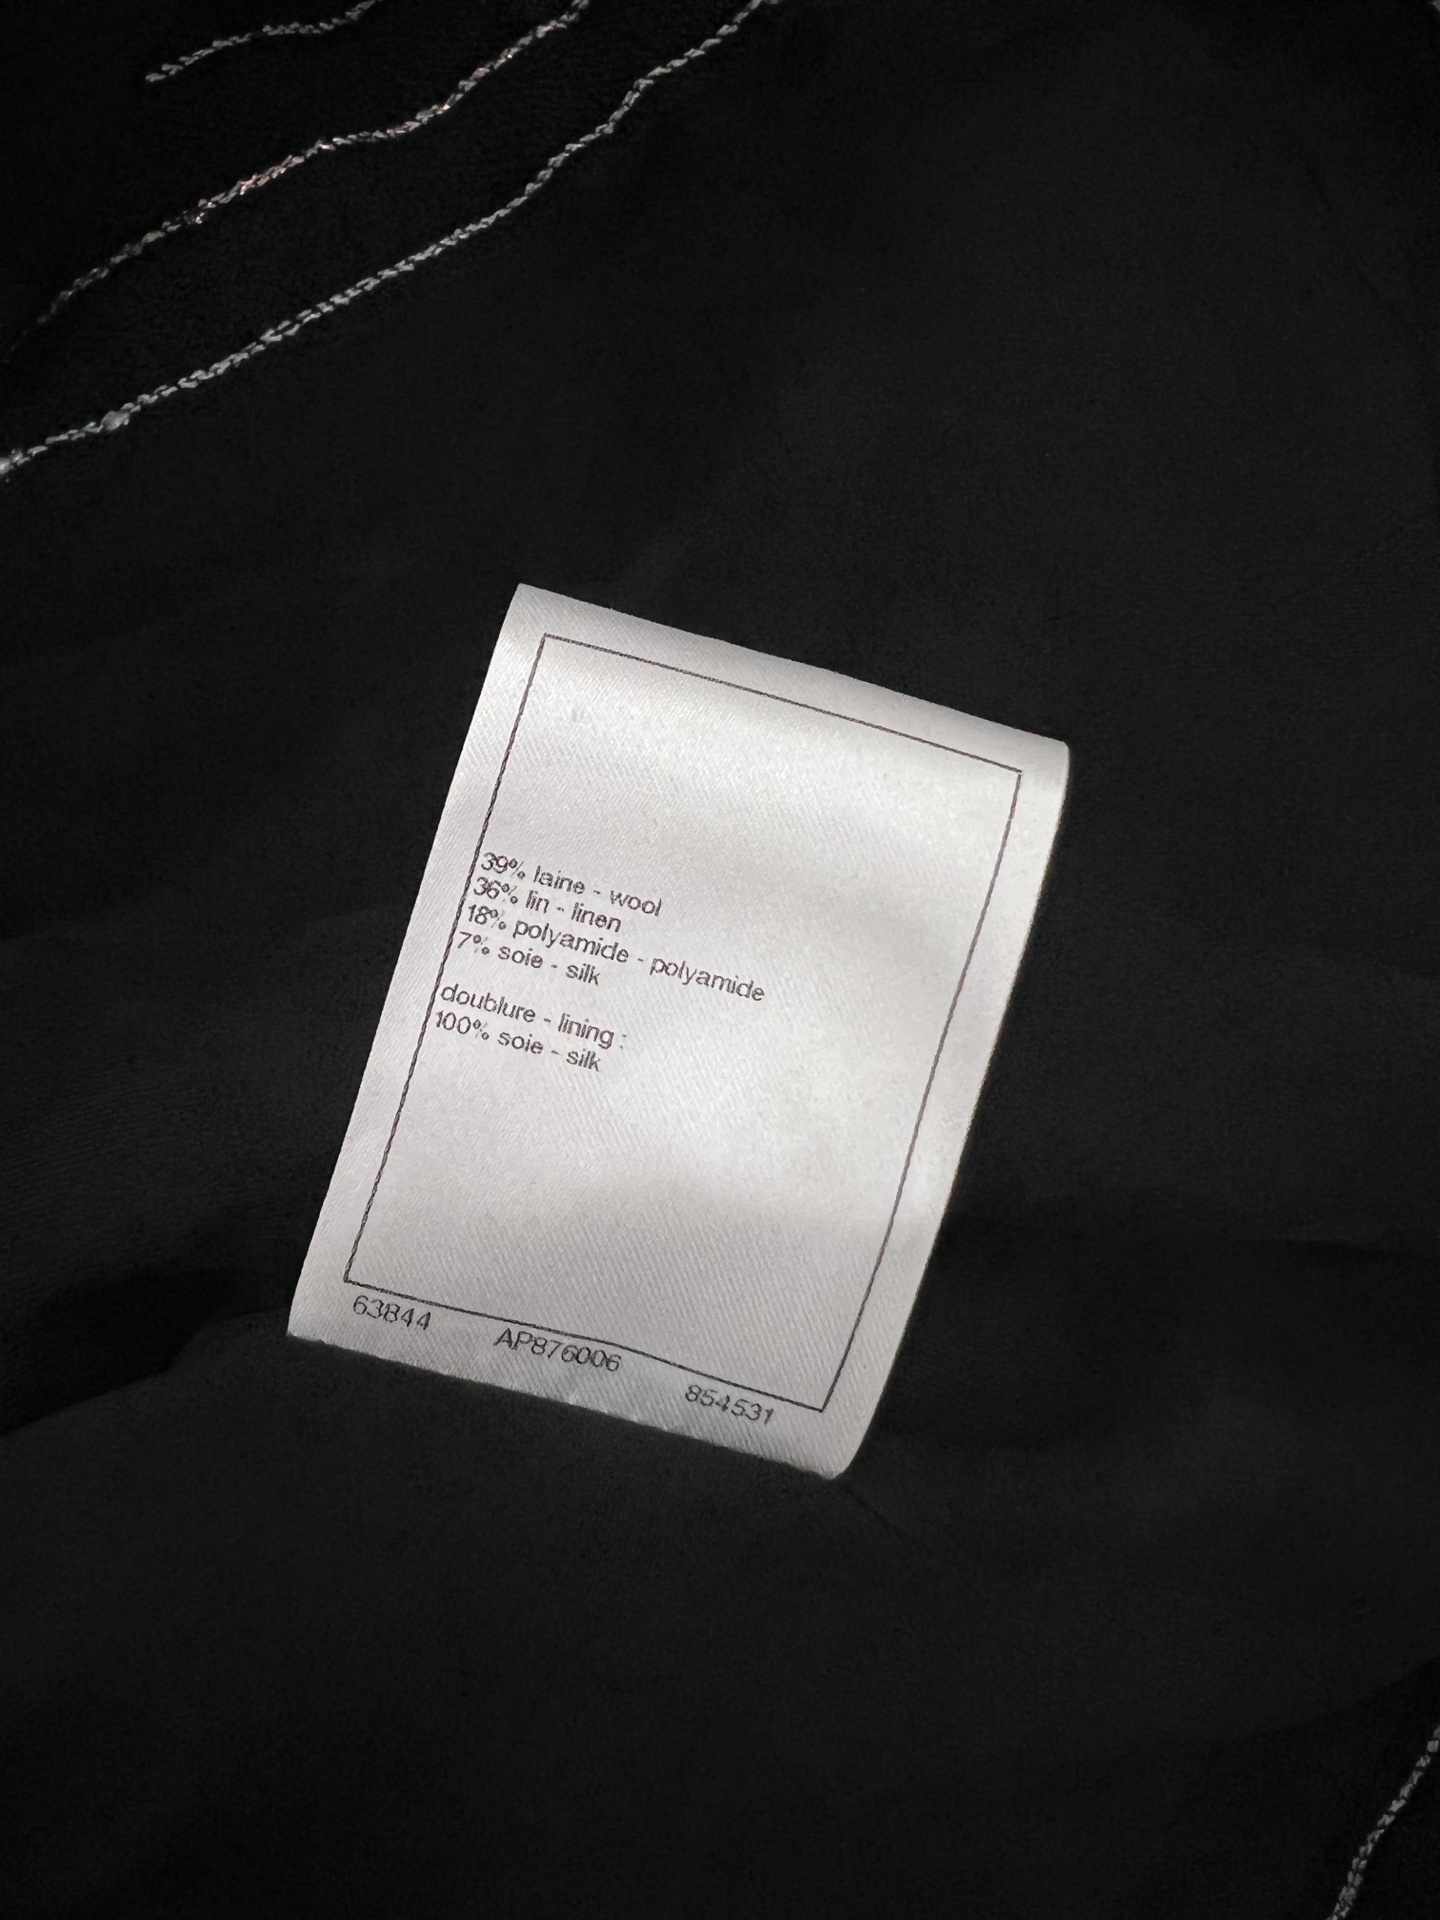 39% laine - wool
36% lin - linen
18% polyamide - polyamide
7% soie - silk
doublure - lining :
100% soie - silk
63844 AP876006 854531